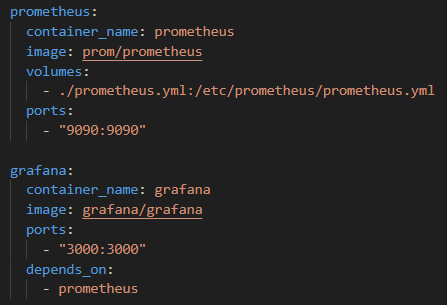 prometheus:
  container_name: prometheus
  image: prom/prometheus
  volumes:
    - ./prometheus.yml:/etc/prometheus/prometheus.yml
  ports:
    - "9090:9090"

grafana:
  container_name: grafana
  image: grafana/grafana
  ports:
    - "3000:3000"
  depends_on:
    - prometheus